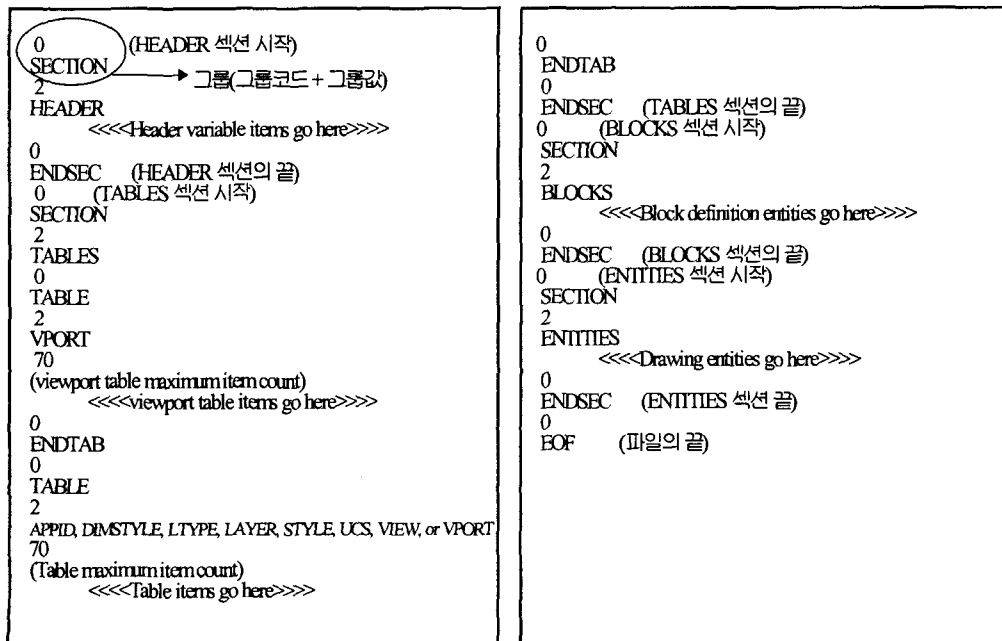 0 (HEADER 섹션 시작)
SECTION
2 그룹(그룹코드 + 그룹값)
HEADER
<<<<Header variable items go here>>>>
0
ENDSEC (HEADER 섹션의 끝)
0 (TABLES 섹션 시작)
SECTION
2
TABLES
0
TABLE
2
VPORT
70
(viewport table maximum item count)
<<<<viewport table items go here>>>>
0
ENDTAB
0
TABLE
2
APPID, DIMSTYLE, LTYPE, LAYER, STYLE, UCS, VIEW, or VPORT
70
(Table maximum item count)
<<<<Table items go here>>>>
0
ENDTAB
0
ENDSEC (TABLES 섹션의 끝)
0 (BLOCKS 섹션 시작)
SECTION
2
BLOCKS
<<<<Block definition entities go here>>>>
0
ENDSEC (BLOCKS 섹션의 끝)
0 (ENTITIES 섹션 시작)
SECTION
2
ENTITIES
<<<<Drawing entities go here>>>>
0
ENDSEC (ENTITIES 섹션 끝)
0
EOF (파일의 끝)